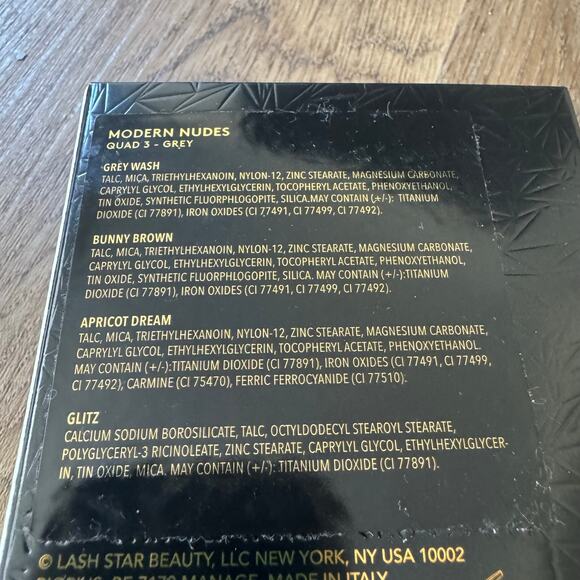 MODERN NUDES
QUAD 3 - GREY
GREY WASH
TALC, MICA, TRIETHYLHEXANOIN, NYLON-12, ZINC STEARATE, MAGNESIUM CARBONATE,
CAPRYLYL GLYCOL, ETHYLHEXYLGLYCERIN, TOCOPHERYL ACETATE, PHENOXYETHANOL,
TIN OXIDE, SYNTHETIC FLUORPHLOGOPITE, SILICA.MAY CONTAIN (+/-): TITANIUM
DIOXIDE (CI 77891), IRON OXIDES (CI 77491, CI 77499, CI 77492).
BUNNY BROWN
TALC, MICA, TRIETHYLHEXANOIN, NYLON-12, ZINC STEARATE, MAGNESIUM CARBONATE,
CAPRYLYL GLYCOL, ETHYLHEXYLGLYCERIN, TOCOPHERYL ACETATE, PHENOXYETHANOL,
TIN OXIDE, SYNTHETIC FLUORPHLOGOPITE, SILICA. MAY CONTAIN (+/-):TITANIUM
DIOXIDE (CI 77891), IRON OXIDES (CI 77491, CI 77499, CI 77492).
APRICOT DREAM
TALC, MICA, TRIETHYLHEXANOIN, NYLON-12, ZINC STEARATE, MAGNESIUM CARBONATE,
CAPRYLYL GLYCOL, ETHYLHEXYLGLYCERIN, TOCOPHERYL ACETATE, PHENOXYETHANOL.
MAY CONTAIN (+/-):TITANIUM DIOXIDE (CI 77891), IRON OXIDES (CI 77491, CI 77499,
CI 77492), CARMINE (CI 75470), FERRIC FERROCYANIDE (CI 77510).
GLITZ
CALCIUM SODIUM BOROSILICATE, TALC, OCTYLDODECYL STEAROYL STEARATE,
POLYGLYCERYL-3 RICINOLEATE, ZINC STEARATE, CAPRYLYL GLYCOL, ETHYLHEXYLGLYCER-
IN, TIN OXIDE, MICA. MAY CONTAIN (+/-): TITANIUM DIOXIDE (CI 77891).
© LASH STAR BEAUTY, LLC NEW YORK, NY USA 10002
BE 7170 MANAGE, MADE IN ITALY